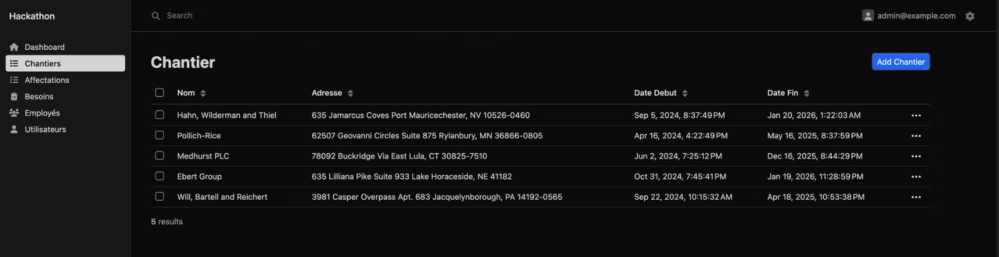 Hackathon
Search
admin@example.com
Dashboard
Chantiers
Affectations
Besoins
Employés
Utilisateurs
Chantier
Add Chantier
Nom Adresse Date Debut Date Fin
Hahn, Wilderman and Thiel 635 Jamarcus Coves Port Mauricechester, NV 10526-0460 Sep 5, 2024, 8:37:49 PM Jan 20, 2026, 1:22:03 AM
Pollich-Rice 62507 Geovanni Circles Suite 875 Rylanbury, MN 36866-0805 Apr 16, 2024, 4:22:49 PM May 16, 2025, 8:37:59 PM
Medhurst PLC 78092 Buckridge Via East Lula, CT 30825-7510 Jun 2, 2024, 7:25:12 PM Dec 16, 2025, 8:44:29 PM
Ebert Group 635 Lilliana Pike Suite 933 Lake Horaceside, NE 41182 Oct 31, 2024, 7:45:41 PM Jan 19, 2026, 11:28:59 PM
Will, Bartell and Reichert 3981 Casper Overpass Apt. 683 Jacquelynborough, PA 14192-0565 Sep 22, 2024, 10:15:32 AM Apr 18, 2025, 10:53:38 PM
5 results